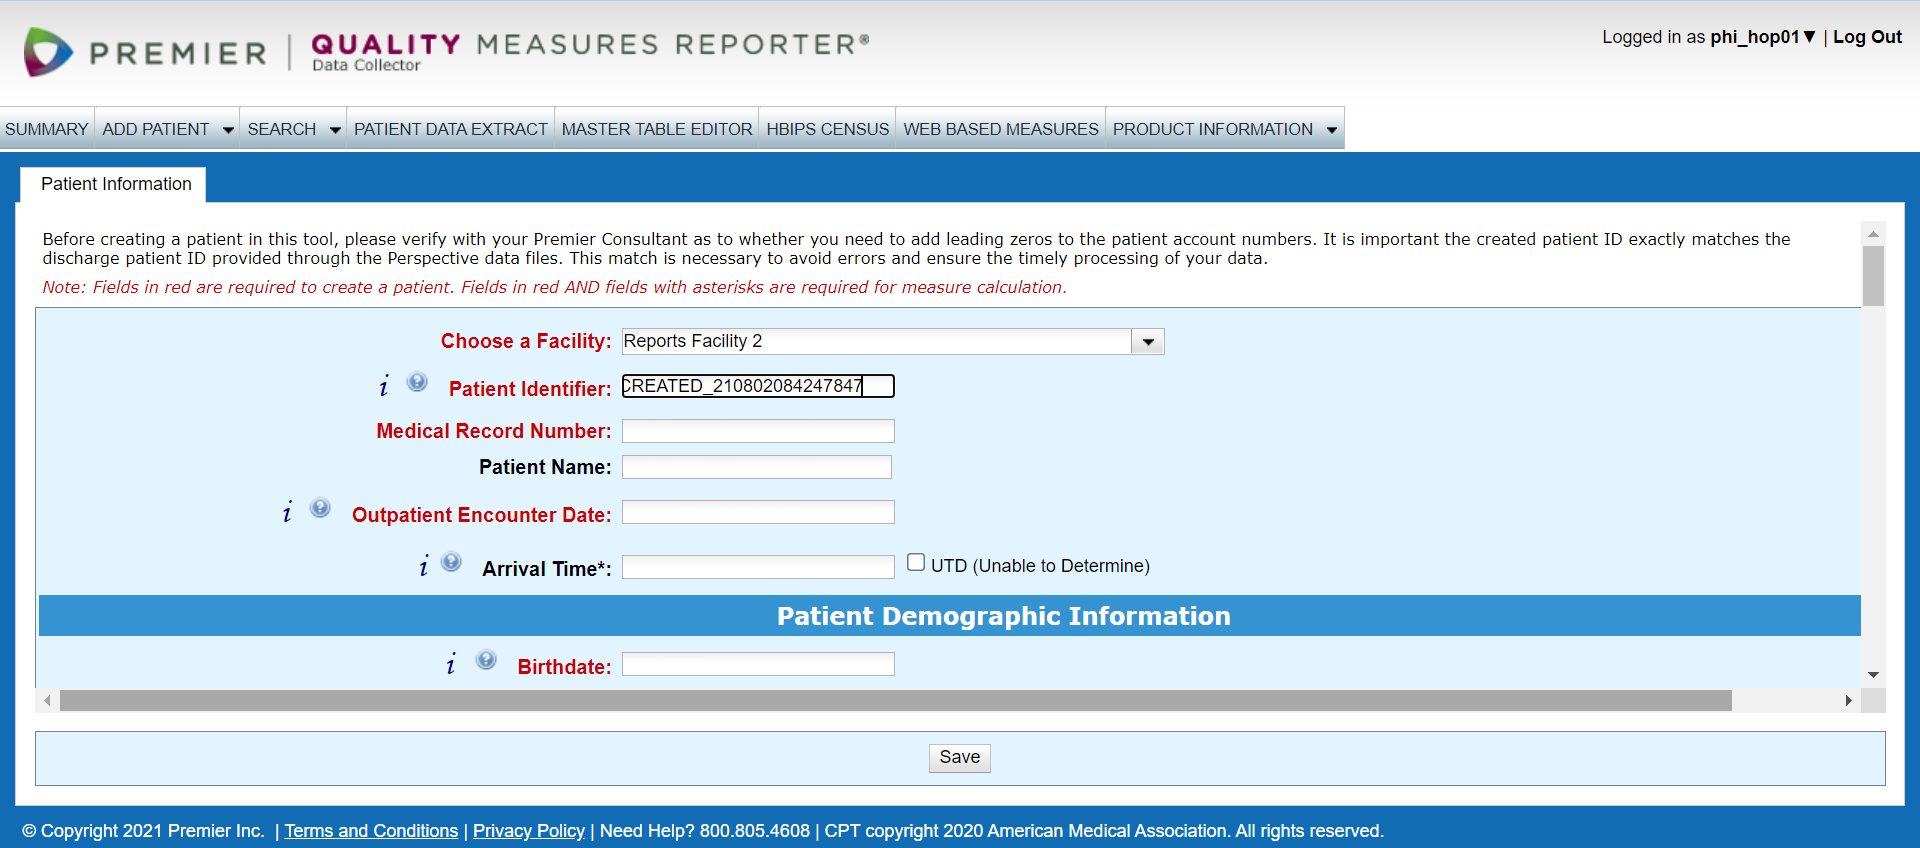 PREMIER | QUALITY MEASURES REPORTER®
Data Collector
Logged in as phi_hop01▼ | Log Out
SUMMARY ADD PATIENT SEARCH PATIENT DATA EXTRACT MASTER TABLE EDITOR HBIPS CENSUS WEB BASED MEASURES PRODUCT INFORMATION
Patient Information
Before creating a patient in this tool, please verify with your Premier Consultant as to whether you need to add leading zeros to the patient account numbers. It is important the created patient ID exactly matches the
discharge patient ID provided through the Perspective data files. This match is necessary to avoid errors and ensure the timely processing of your data.
Note: Fields in red are required to create a patient. Fields in red AND fields with asterisks are required for measure calculation.
Choose a Facility: Reports Facility 2
i ? Patient Identifier: CREATED_210802084247847
Medical Record Number:
Patient Name:
i ? Outpatient Encounter Date:
i ? Arrival Time*: UTD (Unable to Determine)
Patient Demographic Information
i ? Birthdate:
Save
© Copyright 2021 Premier Inc. | Terms and Conditions | Privacy Policy | Need Help? 800.805.4608 | CPT copyright 2020 American Medical Association. All rights reserved.